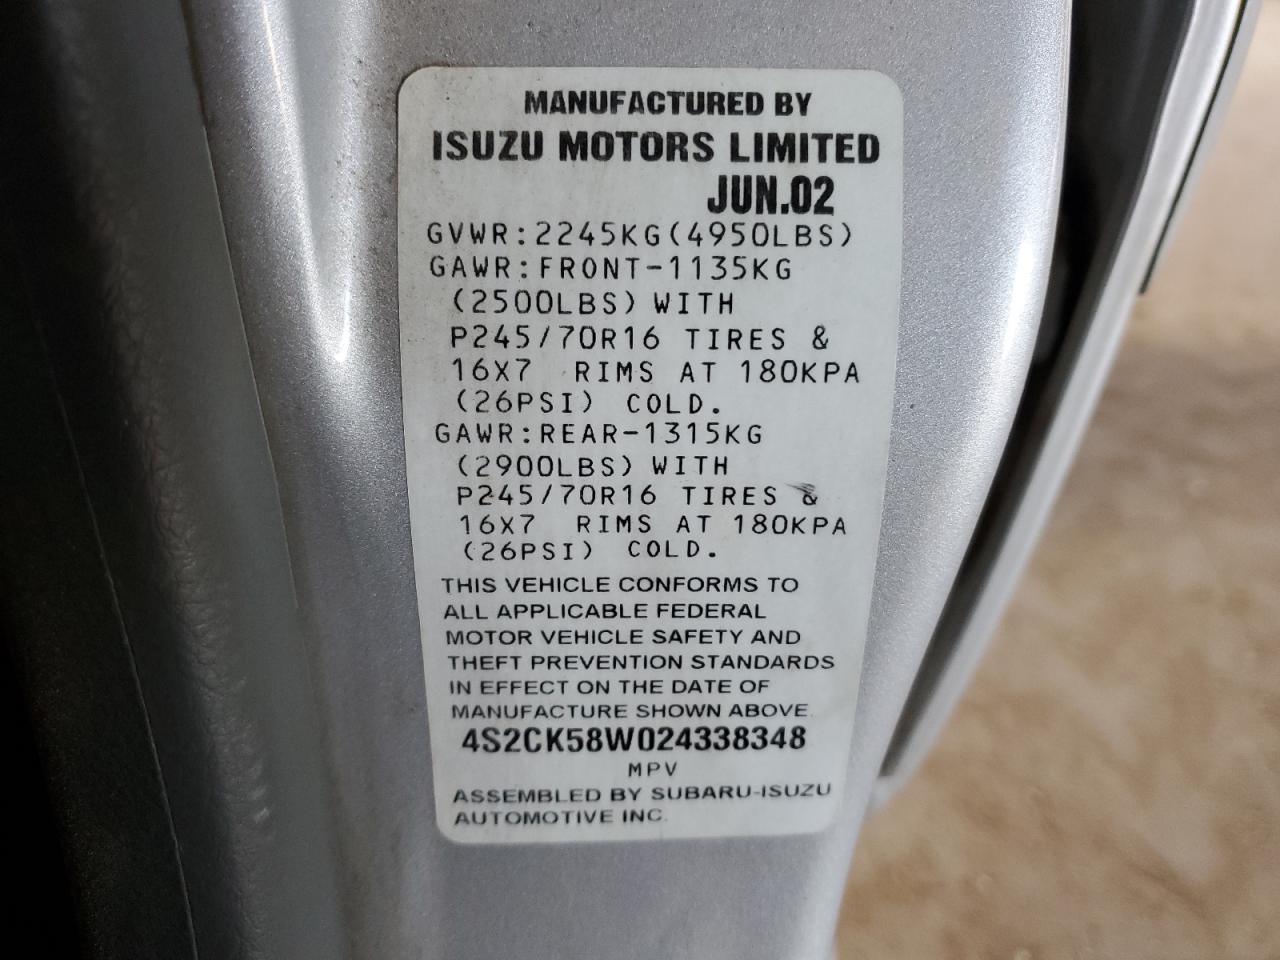 MANUFACTURED BY
ISUZU MOTORS LIMITED
JUN.02
GVWR:2245KG(4950LBS)
GAWR:FRONT-1135KG
(2500LBS) WITH
P245/70R16 TIRES &
16X7 RIMS AT 180KPA
(26PSI) COLD.
GAWR:REAR-1315KG
(2900LBS) WITH
P245/70R16 TIRES &
16X7 RIMS AT 180KPA
(26PSI) COLD.
THIS VEHICLE CONFORMS TO
ALL APPLICABLE FEDERAL
MOTOR VEHICLE SAFETY AND
THEFT PREVENTION STANDARDS
IN EFFECT ON THE DATE OF
MANUFACTURE SHOWN ABOVE.
4S2CK58W024338348
MPV
ASSEMBLED BY SUBARU-ISUZU
AUTOMOTIVE INC.